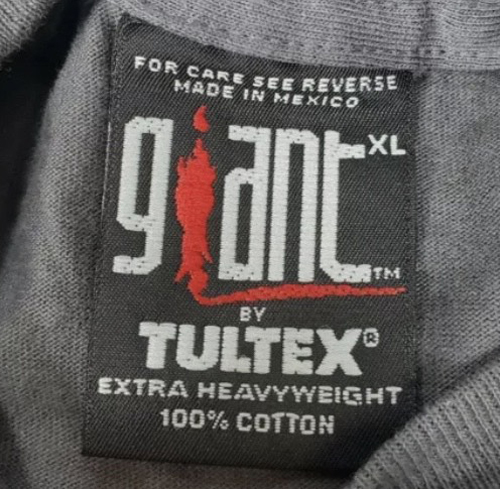 FOR CARE SEE REVERSE
MADE IN MEXICO
giant XL
TM
BY
TULTEX®
EXTRA HEAVYWEIGHT
100% COTTON